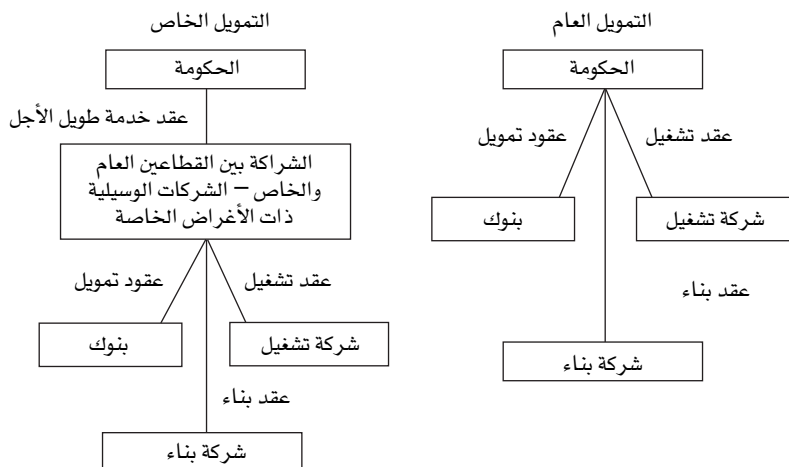 التمويل العام
الحكومة
عقد تشغيل
عقود تمويل
شركة تشغيل
بنوك
عقد بناء
شركة بناء
التمويل الخاص
الحكومة
عقد خدمة طويل الأجل
الشراكة بين القطاعين العام
والخاص – الشركات الوسيلية
ذات الأغراض الخاصة
عقد تشغيل
عقود تمويل
شركة تشغيل
بنوك
عقد بناء
شركة بناء